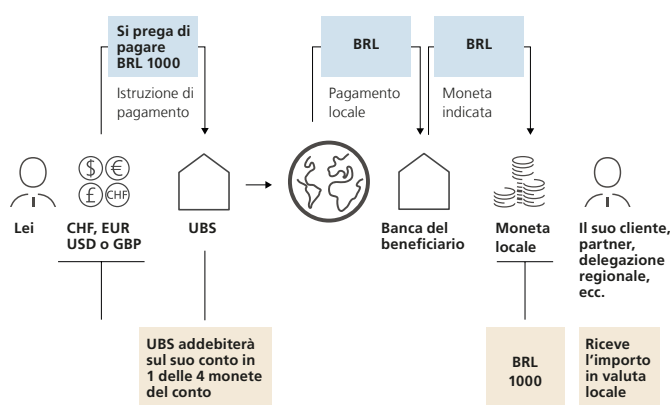 Si prega di
pagare
BRL 1000
BRL
BRL
Istruzione di
pagamento
Pagamento
locale
Moneta
indicata
$ €
£ CHF
Lei
CHF, EUR
USD o GBP
UBS
Banca del
beneficiario
Moneta
locale
Il suo cliente,
partner,
delegazione
regionale,
ecc.
UBS addebiterà
sul suo conto in
1 delle 4 monete
del conto
BRL
1000
Riceve
l’importo
in valuta
locale